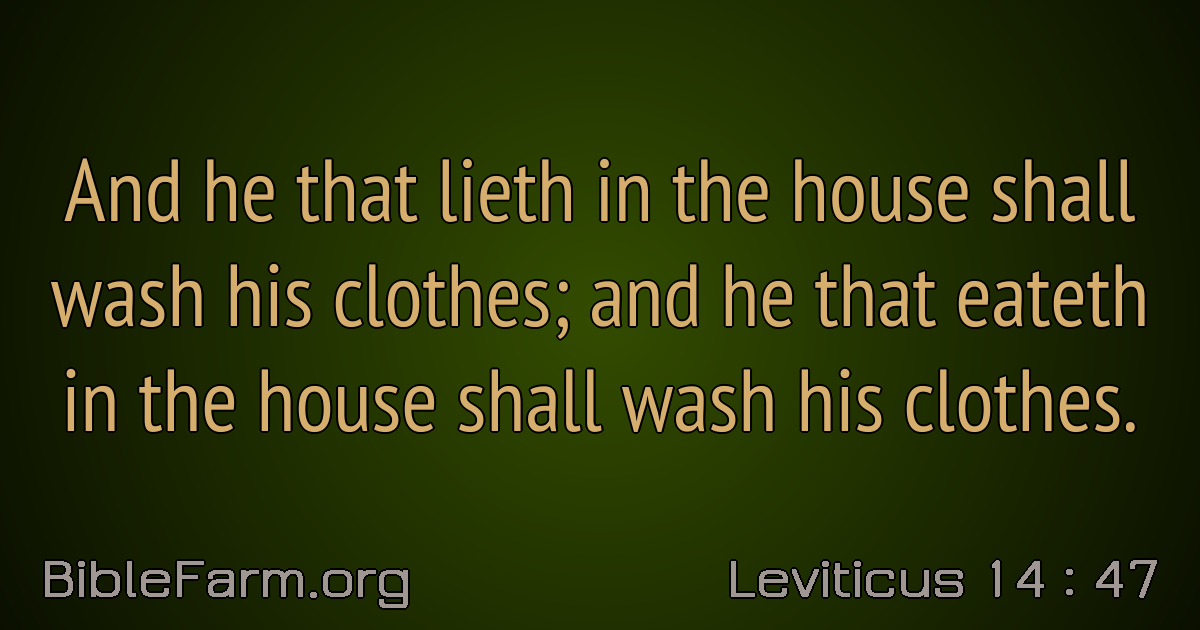 And he that lieth in the house shall
wash his clothes; and he that eateth
in the house shall wash his clothes.
BibleFarm.org
Leviticus 14 : 47